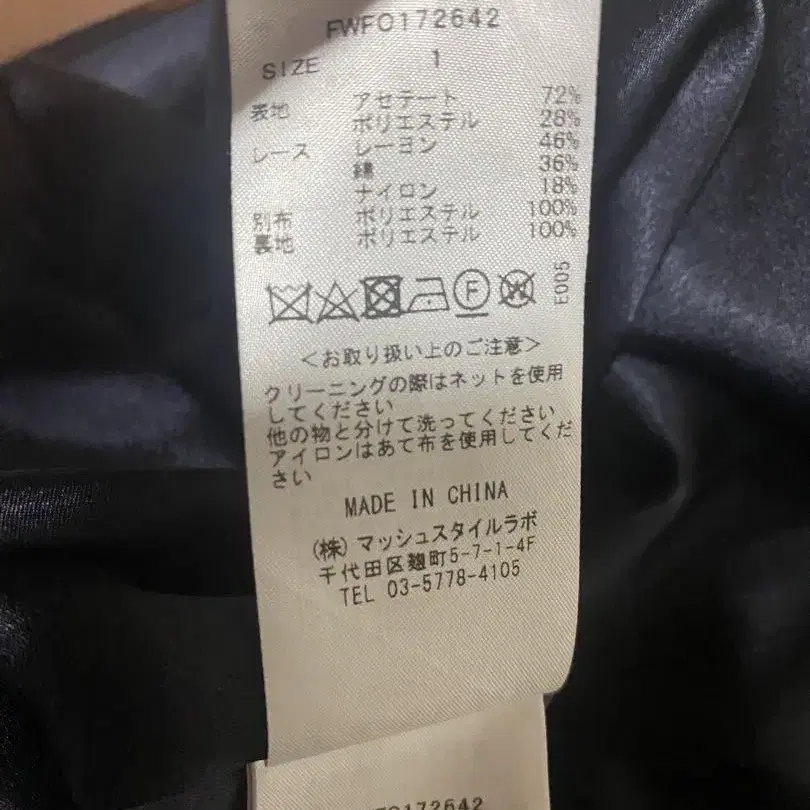 FWFO172642
SIZE 1
表地 アセテート 72%
ポリエステル 28%
レース レーヨン 46%
綿 36%
ナイロン 18%
別布 ポリエステル 100%
裏地 ポリエステル 100%
F W
E005
<お取り扱い上のご注意>
クリーニングの際はネットを使用
してください
他の物と分けて洗ってください
アイロンはあて布を使用してくだ
さい
MADE IN CHINA
(株)マッシュスタイルラボ
千代田区麹町5-7-1-4F
TEL 03-5778-4105
WFO172642